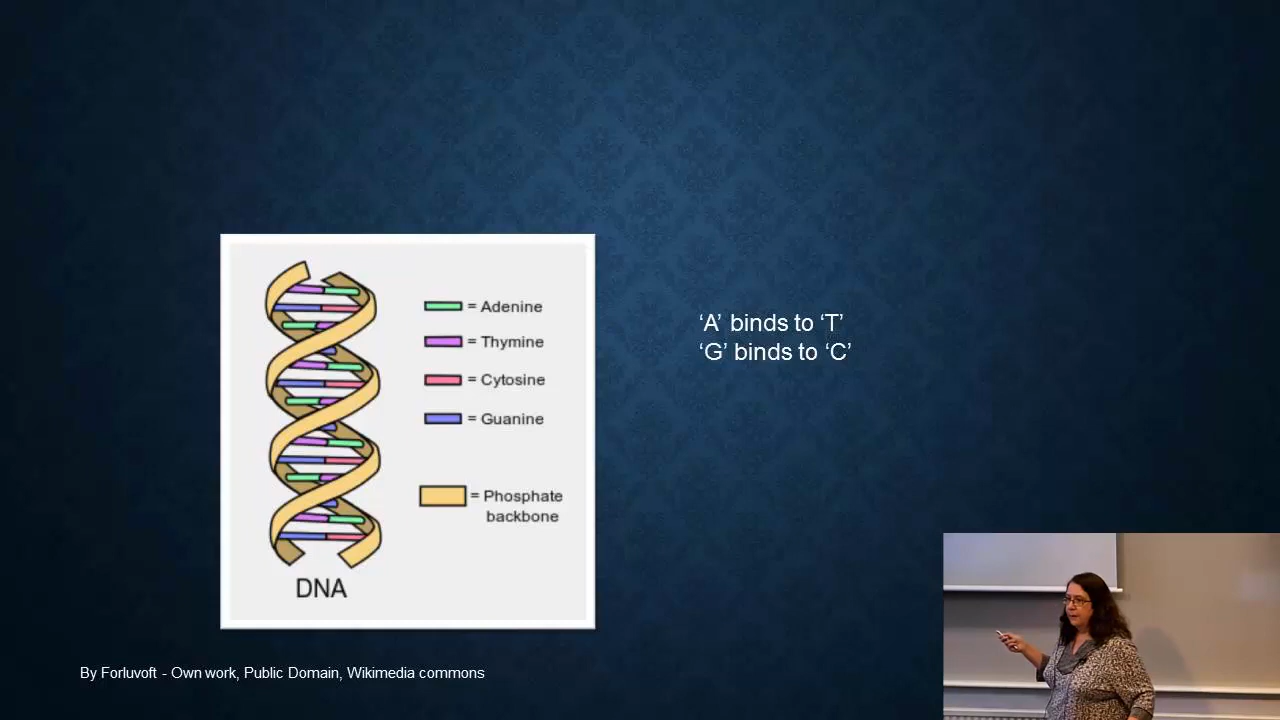 = Adenine
= Thymine
= Cytosine
= Guanine
= Phosphate
backbone
DNA
‘A’ binds to ‘T’
‘G’ binds to ‘C’
By Forluvoft - Own work, Public Domain, Wikimedia commons